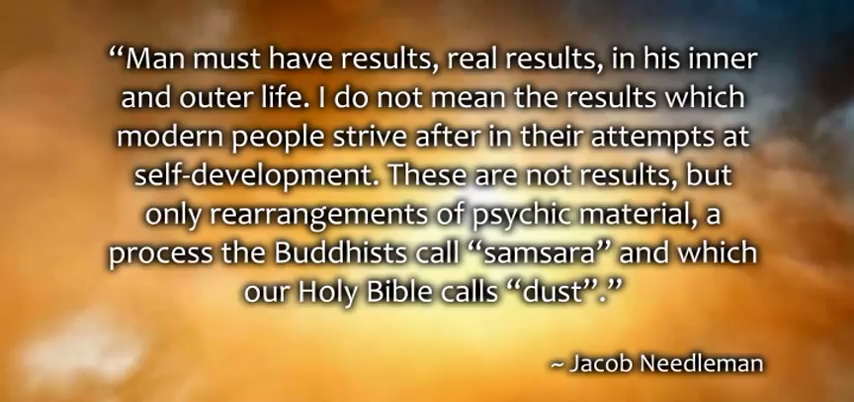 “Man must have results, real results, in his inner
and outer life. I do not mean the results which
modern people strive after in their attempts at
self-development. These are not results, but
only rearrangements of psychic material, a
process the Buddhists call “samsara” and which
our Holy Bible calls “dust”.”
~ Jacob Needleman